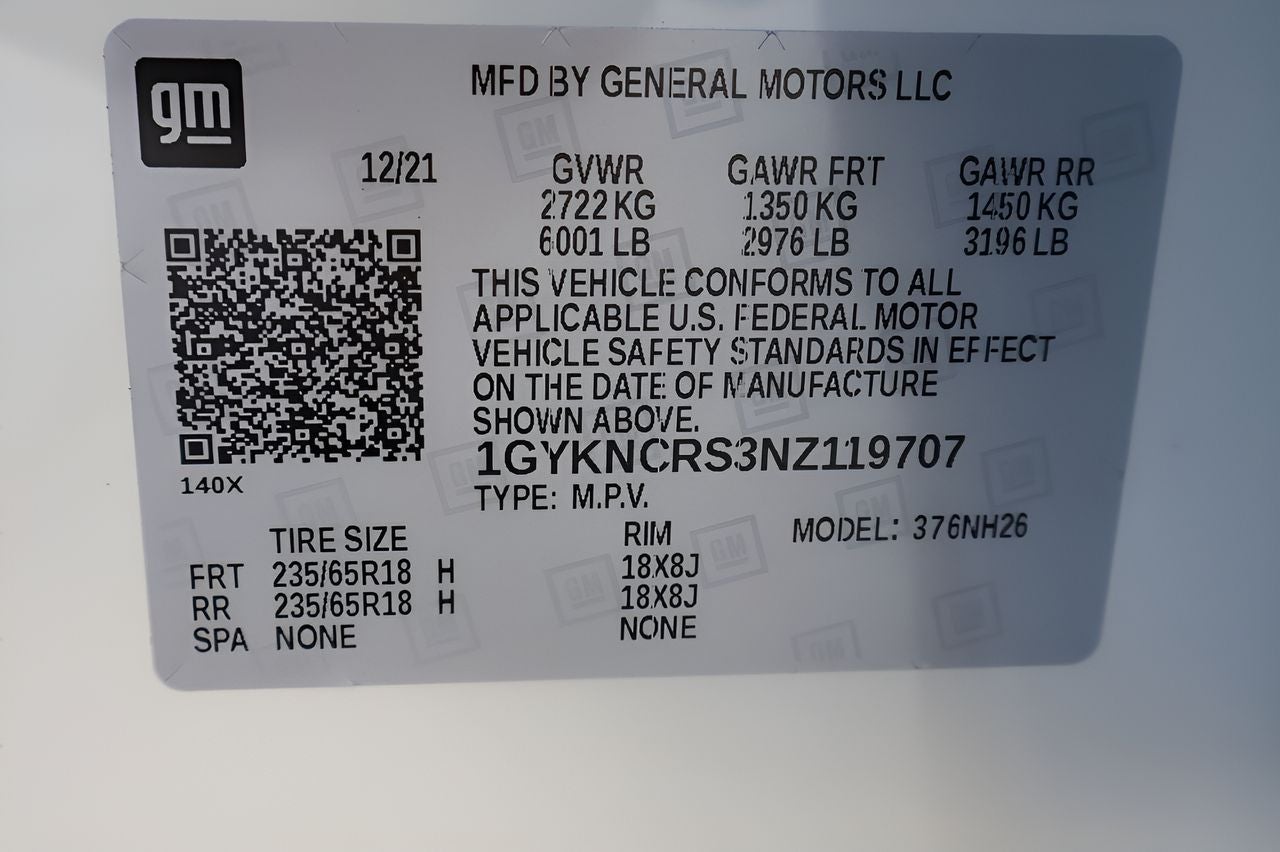 gm
MFD BY GENERAL MOTORS LLC
12/21 GVWR GAWR FRT GAWR RR
2722 KG 1350 KG 1450 KG
6001 LB 2976 LB 3196 LB
THIS VEHICLE CONFORMS TO ALL
APPLICABLE U.S. FEDERAL MOTOR
VEHICLE SAFETY STANDARDS IN EFFECT
ON THE DATE OF MANUFACTURE
SHOWN ABOVE.
1GYKNCRS3NZ119707
140X
TYPE: M.P.V.
TIRE SIZE RIM MODEL: 376NH26
FRT 235/65R18 H 18X8J
RR 235/65R18 H 18X8J
SPA NONE NONE